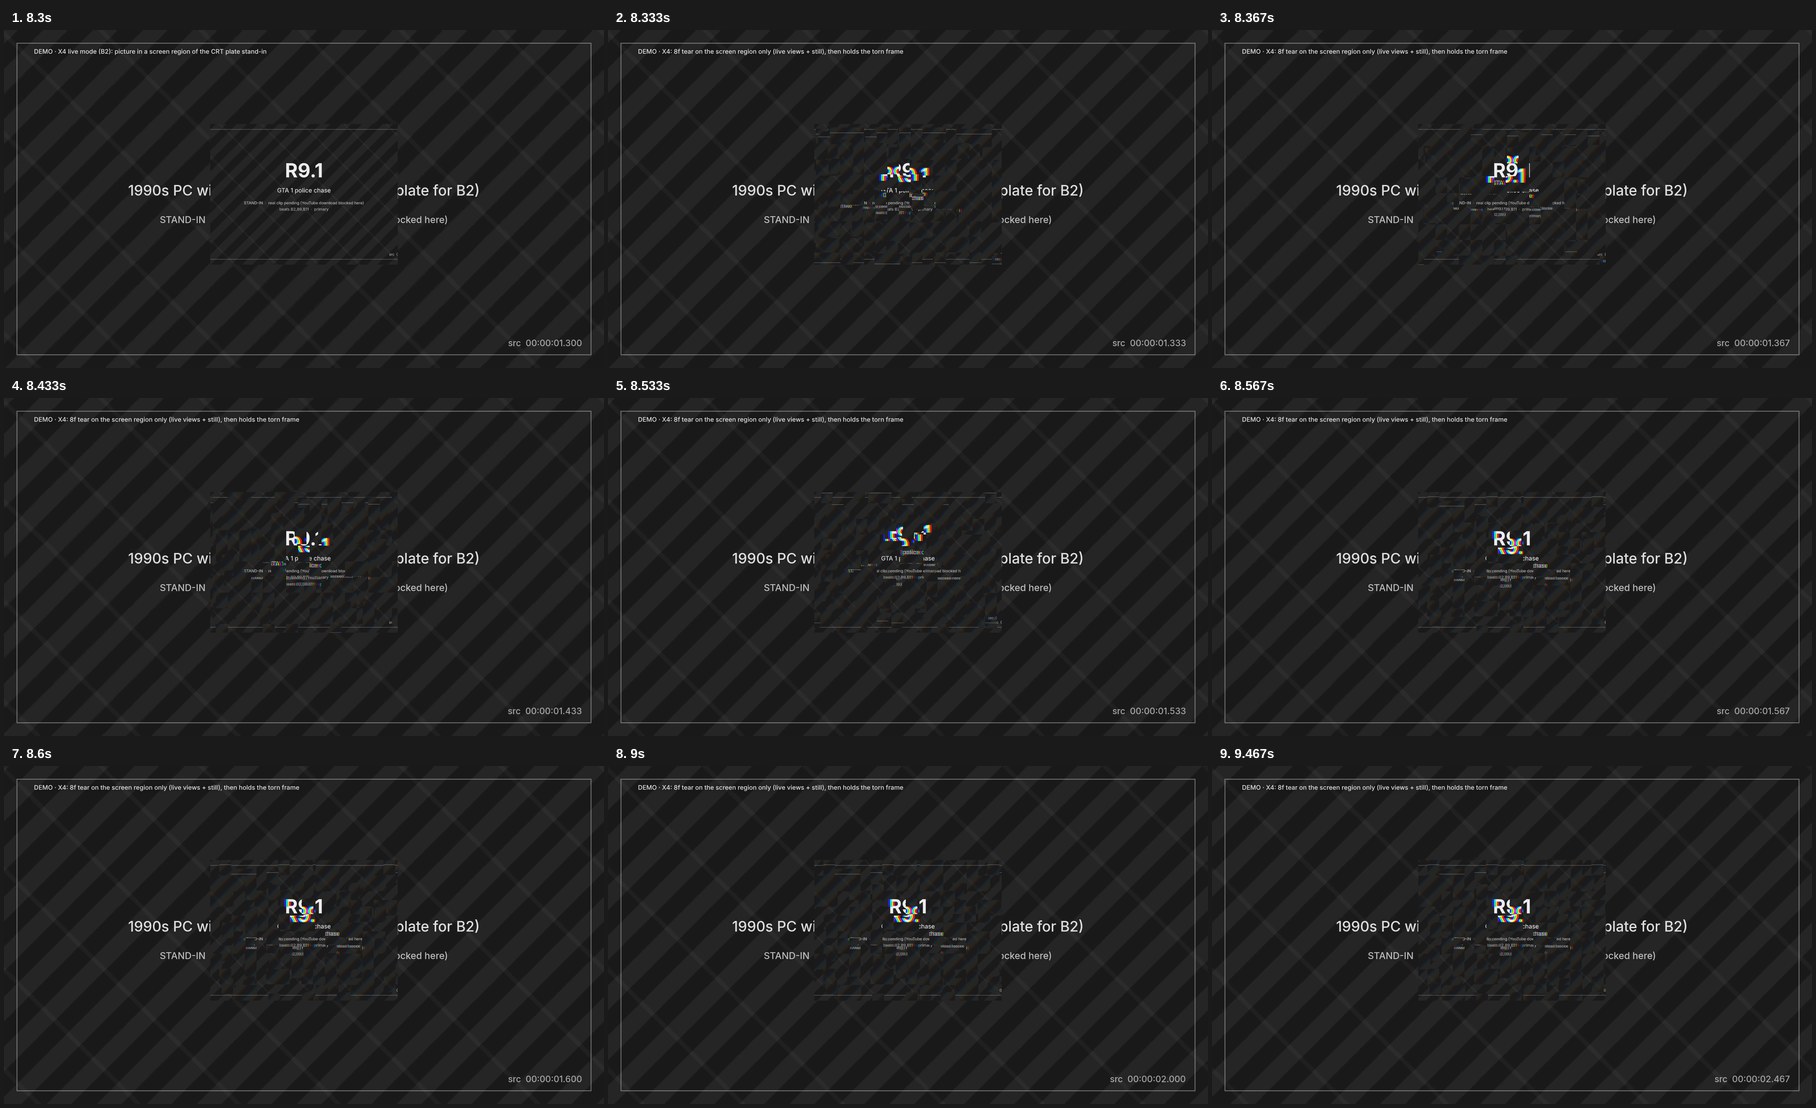 1. 8.3s
DEMO · X4 live mode (B2): picture in a screen region of the CRT plate stand-in
R9.1
GTA 1 police chase
1990s PC wi
plate for B2)
STAND-IN
ocked here)
src 00:00:01.300
2. 8.333s
DEMO · X4: 8f tear on the screen region only (live views + still), then holds the torn frame
1990s PC wi
plate for B2)
STAND-IN
ocked here)
src 00:00:01.333
3. 8.367s
DEMO · X4: 8f tear on the screen region only (live views + still), then holds the torn frame
R9
1990s PC wi
plate for B2)
STAND-IN
ocked here)
src 00:00:01.367
4. 8.433s
DEMO · X4: 8f tear on the screen region only (live views + still), then holds the torn frame
1990s PC wi
plate for B2)
STAND-IN
ocked here)
src 00:00:01.433
5. 8.533s
DEMO · X4: 8f tear on the screen region only (live views + still), then holds the torn frame
1990s PC wi
plate for B2)
STAND-IN
ocked here)
src 00:00:01.533
6. 8.567s
DEMO · X4: 8f tear on the screen region only (live views + still), then holds the torn frame
1990s PC wi
plate for B2)
STAND-IN
ocked here)
src 00:00:01.567
7. 8.6s
DEMO · X4: 8f tear on the screen region only (live views + still), then holds the torn frame
1990s PC wi
plate for B2)
STAND-IN
ocked here)
src 00:00:01.600
8. 9s
DEMO · X4: 8f tear on the screen region only (live views + still), then holds the torn frame
1990s PC wi
plate for B2)
STAND-IN
ocked here)
src 00:00:02.000
9. 9.467s
DEMO · X4: 8f tear on the screen region only (live views + still), then holds the torn frame
1990s PC wi
plate for B2)
STAND-IN
ocked here)
src 00:00:02.467